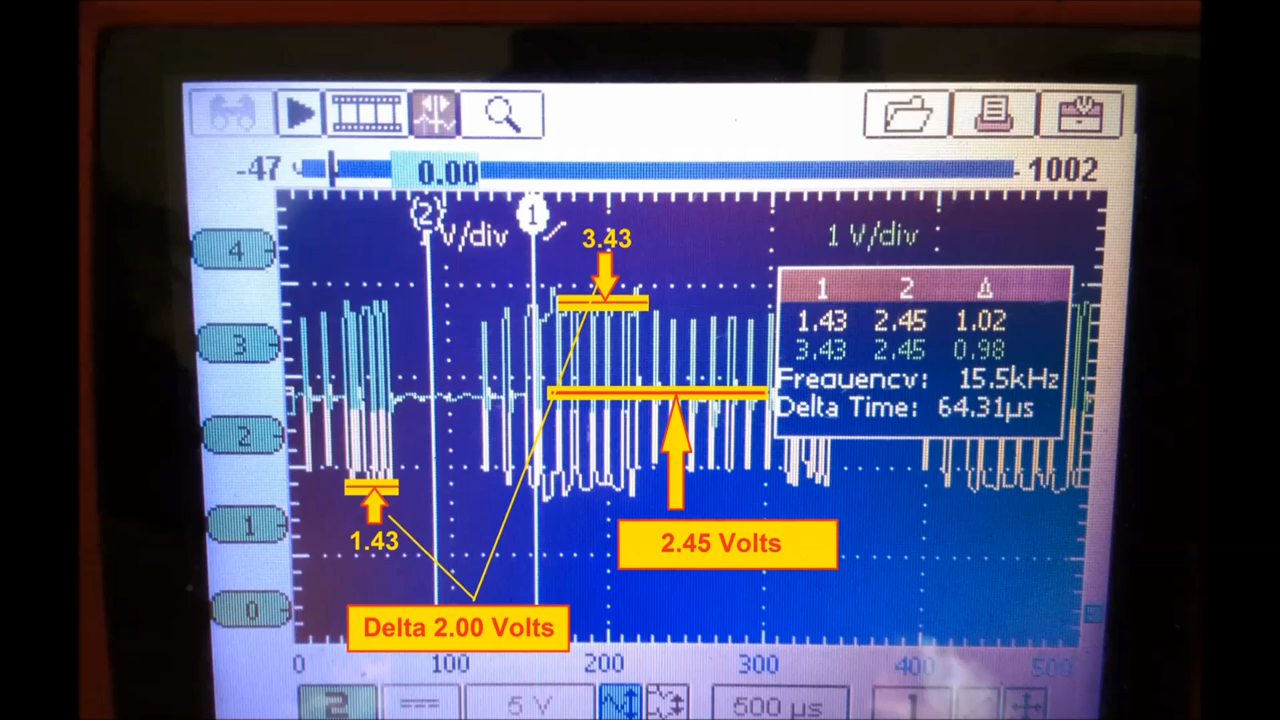 -47 0.00 1002
2 1
V/div 1 V/div
3.43
4
1 2 Δ
1.43 2.45 1.02
3 3.43 2.45 0.98
Frequency: 15.5kHz
Delta Time: 64.31µs
2
1
1.43
2.45 Volts
0
Delta 2.00 Volts
0 100 200 300 400 500
2 5 V 500 µs 1